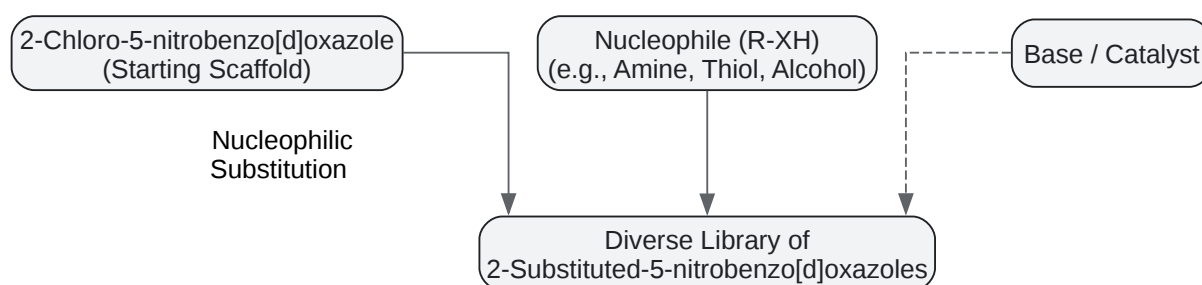 2-Chloro-5-nitrobenzo[d]oxazole
(Starting Scaffold)
Nucleophile (R-XH)
(e.g., Amine, Thiol, Alcohol)
Base / Catalyst
Nucleophilic
Substitution
Diverse Library of
2-Substituted-5-nitrobenzo[d]oxazoles